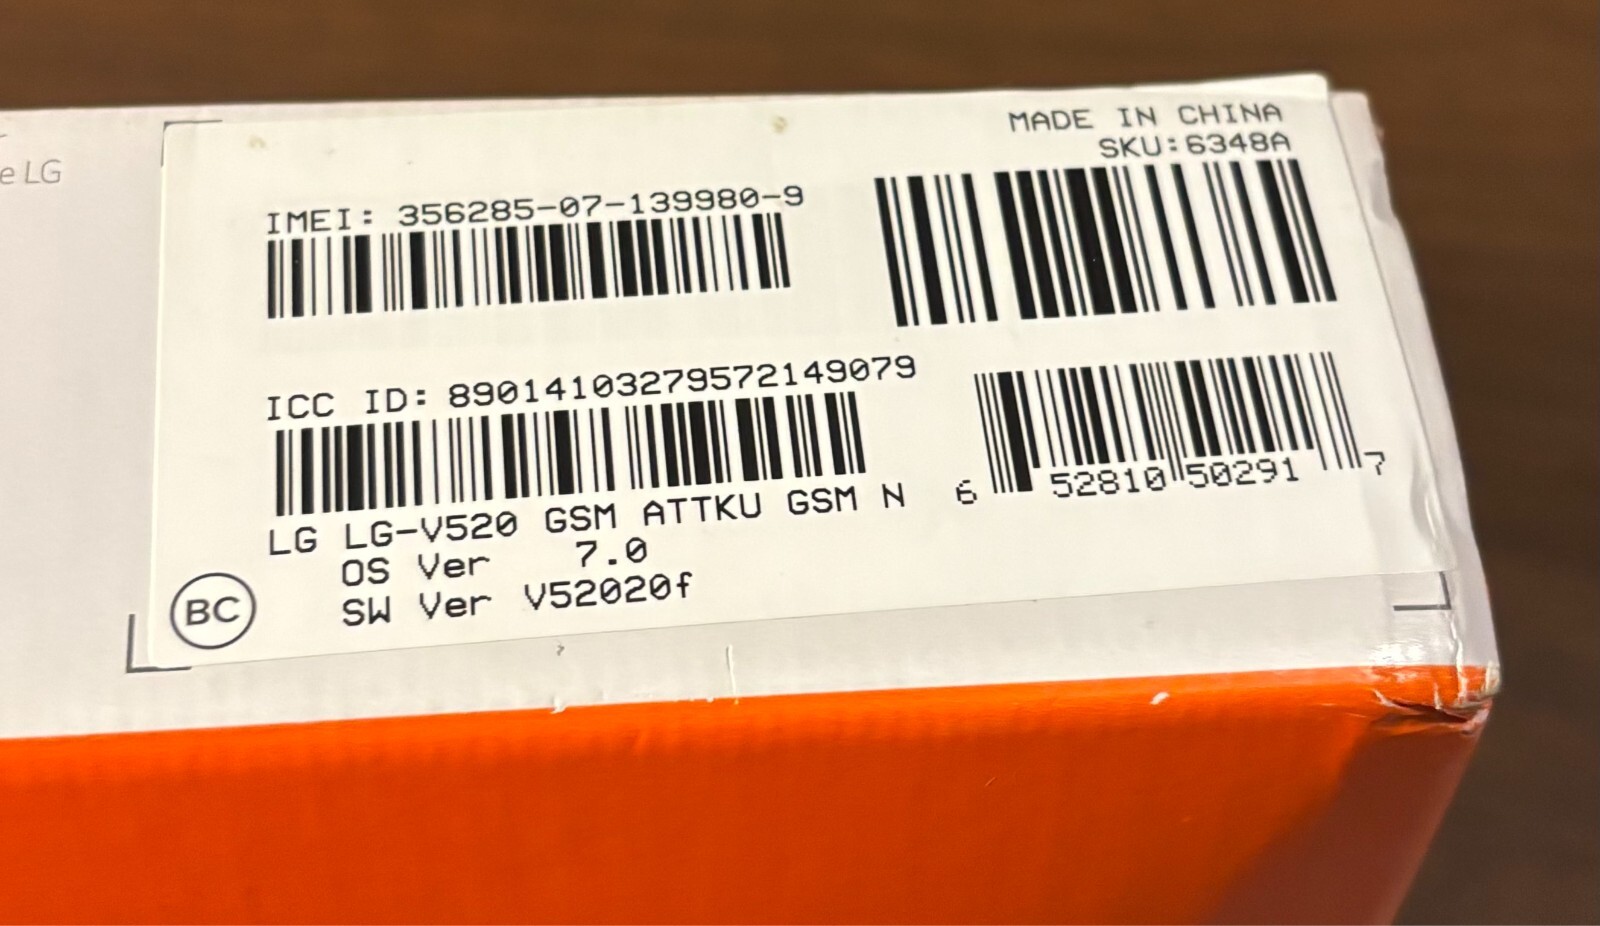 e LG
MADE IN CHINA
SKU:6348A
IMEI: 356285-07-139980-9
ICC ID: 89014103279572149079
LG LG-V520 GSM ATTKU GSM N
OS Ver 7.0
SW Ver V52020f
BC
6 52810 50291 7